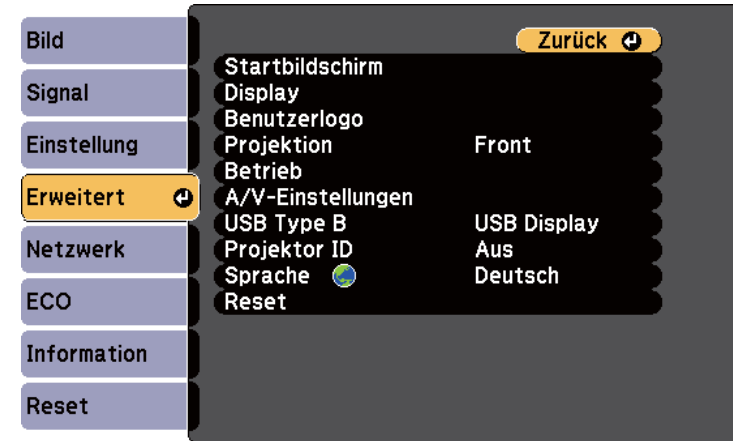 Bild
Signal
Einstellung
Erweitert
Netzwerk
ECO
Information
Reset
Zurück
Startbildschirm
Display
Benutzerlogo
Projektion Front
Betrieb
A/V-Einstellungen
USB Type B USB Display
Projektor ID Aus
Sprache Deutsch
Reset